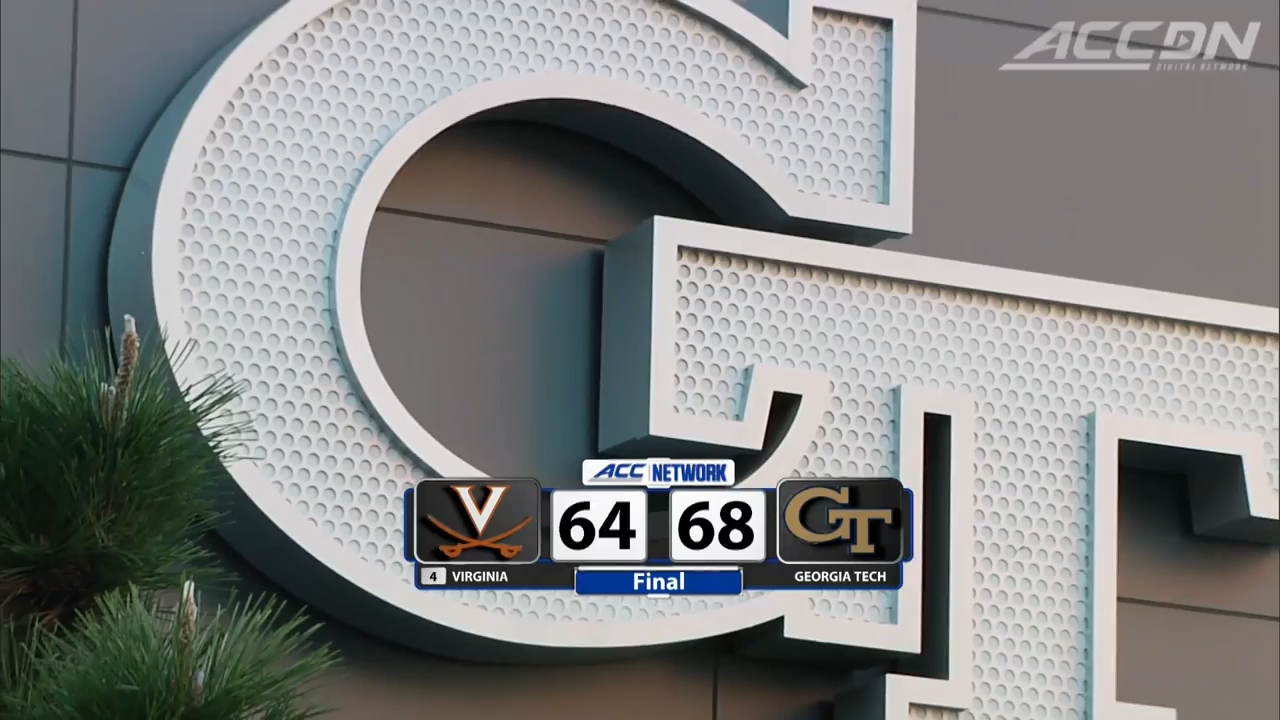 ACCDN
DIGITAL NETWORK
GT
ACC NETWORK
V 64 68 GT
4 VIRGINIA GEORGIA TECH
Final